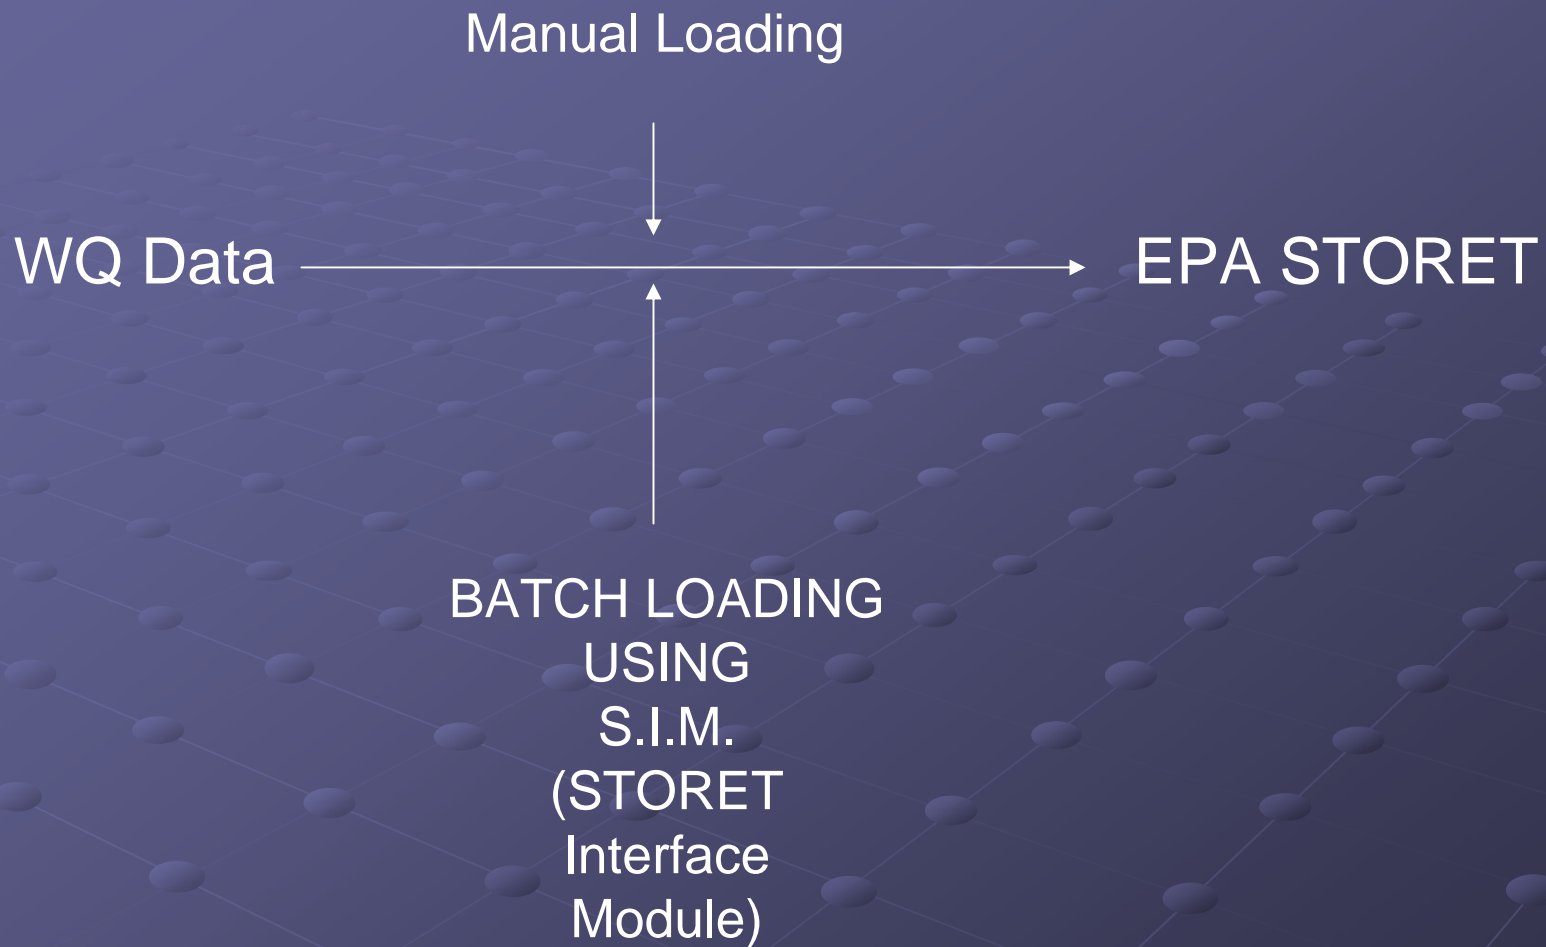 Manual Loading
WQ Data
EPA STORET
BATCH LOADING
USING
S.I.M.
(STORET
Interface
Module)